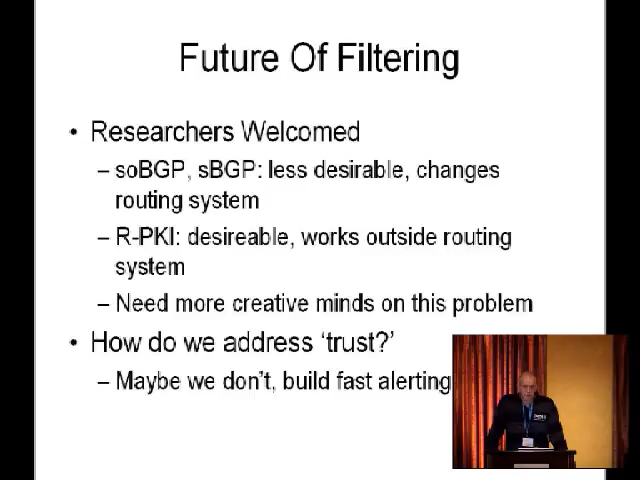 Future Of Filtering
• Researchers Welcomed
– soBGP, sBGP: less desirable, changes
routing system
– R-PKI: desireable, works outside routing
system
– Need more creative minds on this problem
• How do we address ‘trust?’
– Maybe we don’t, build fast alerting